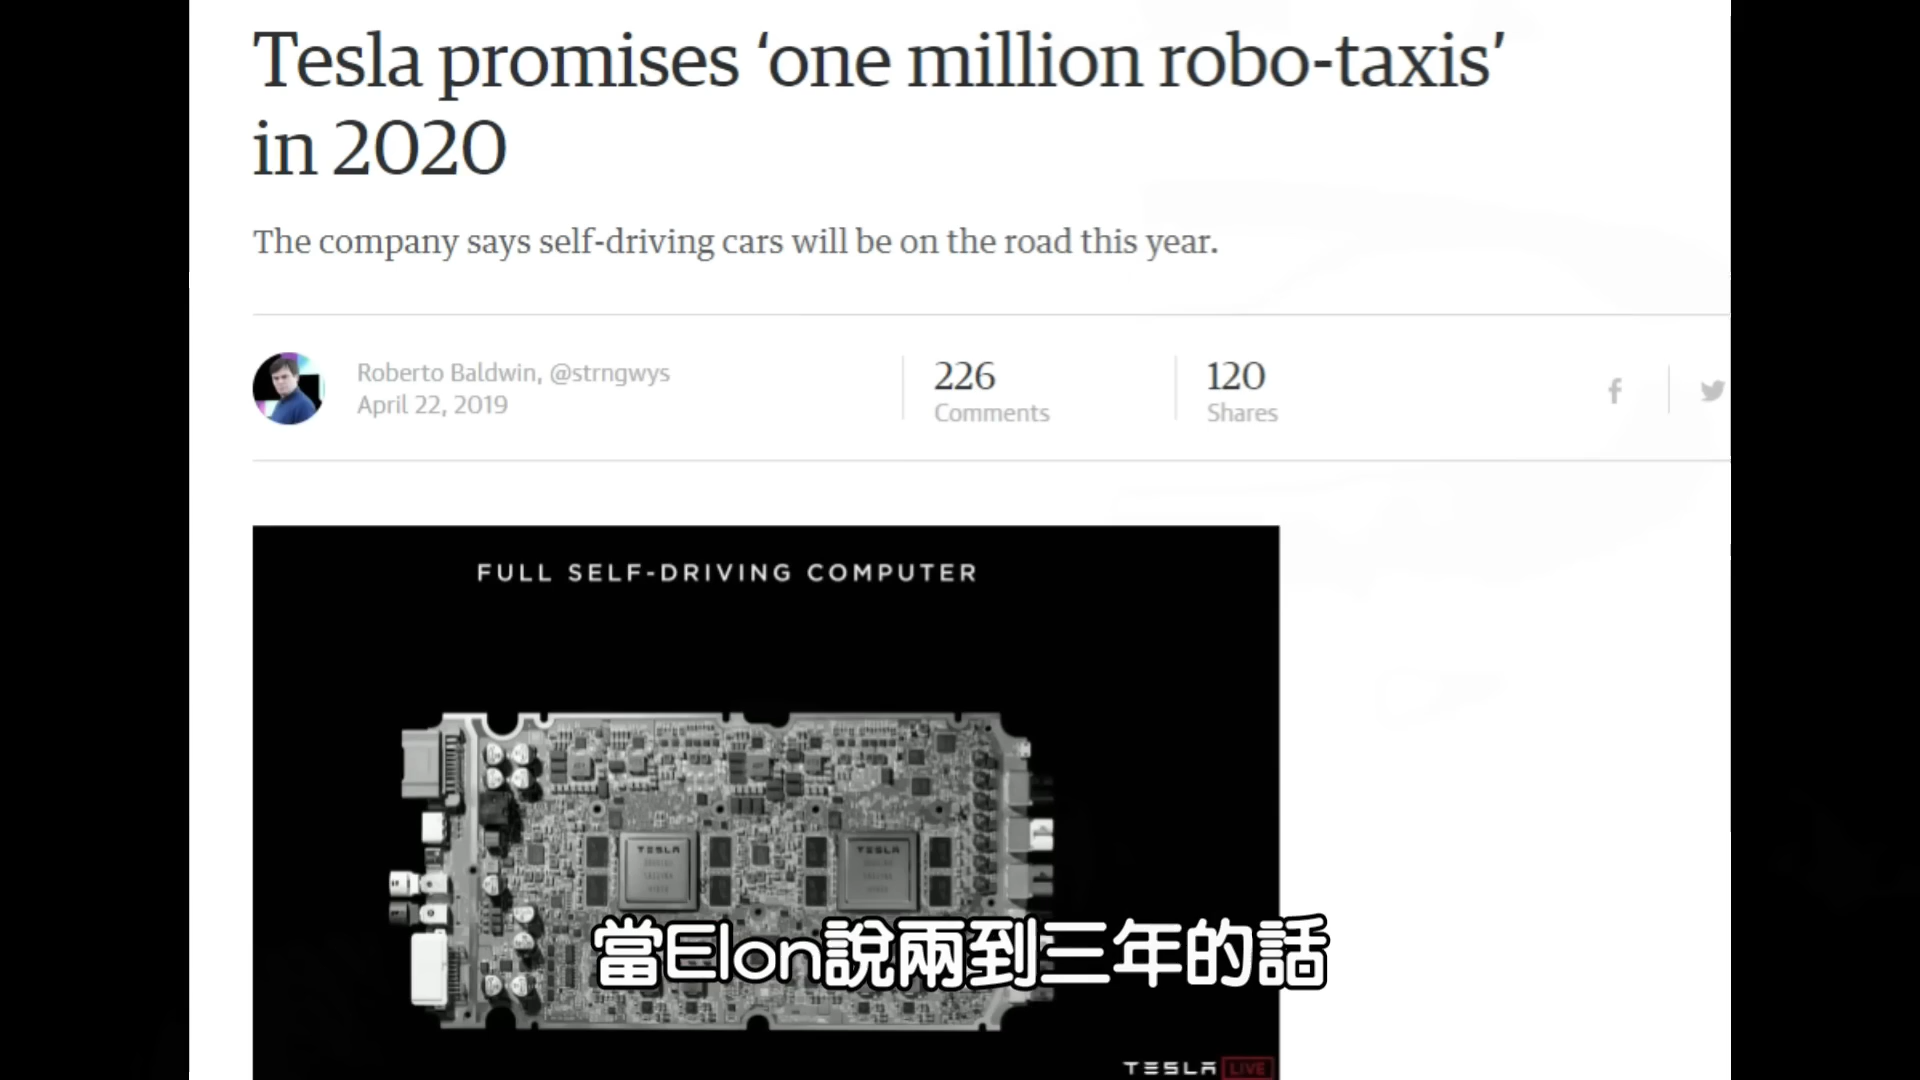 Tesla promises ‘one million robo-taxis’
in 2020
The company says self-driving cars will be on the road this year.
Roberto Baldwin, @strngwys
April 22, 2019
226
Comments
120
Shares
FULL SELF-DRIVING COMPUTER
TESLA
TESLA
當Elon說兩到三年的話
TESLA LIVE